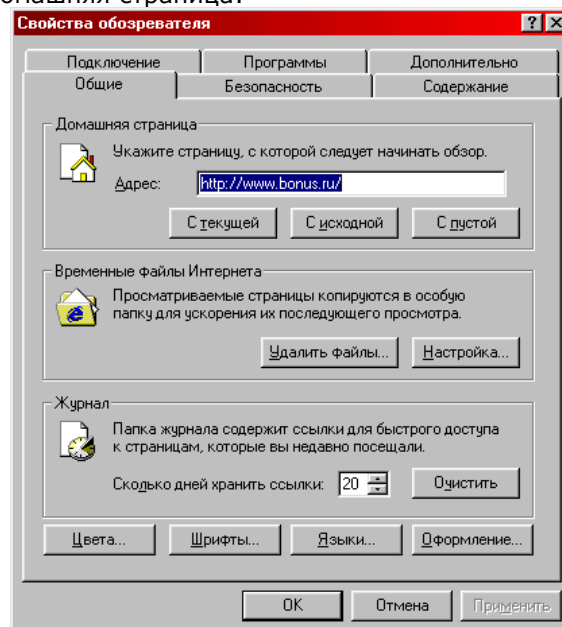 омашняя страница.
Свойства обозревателя
Подключение Программы Дополнительно
Общие Безопасность Содержание
Домашняя страница
Укажите страницу, с которой следует начинать обзор.
Адрес: http://www.bonus.ru/
С текущей С исходной С пустой
Временные файлы Интернета
Просматриваемые страницы копируются в особую
папку для ускорения их последующего просмотра.
Удалить файлы... Настройка...
Журнал
Папка журнала содержит ссылки для быстрого доступа
к страницам, которые вы недавно посещали.
Сколько дней хранить ссылки: 20 Очистить
Цвета... Шрифты... Языки... Оформление...
OK Отмена Применить